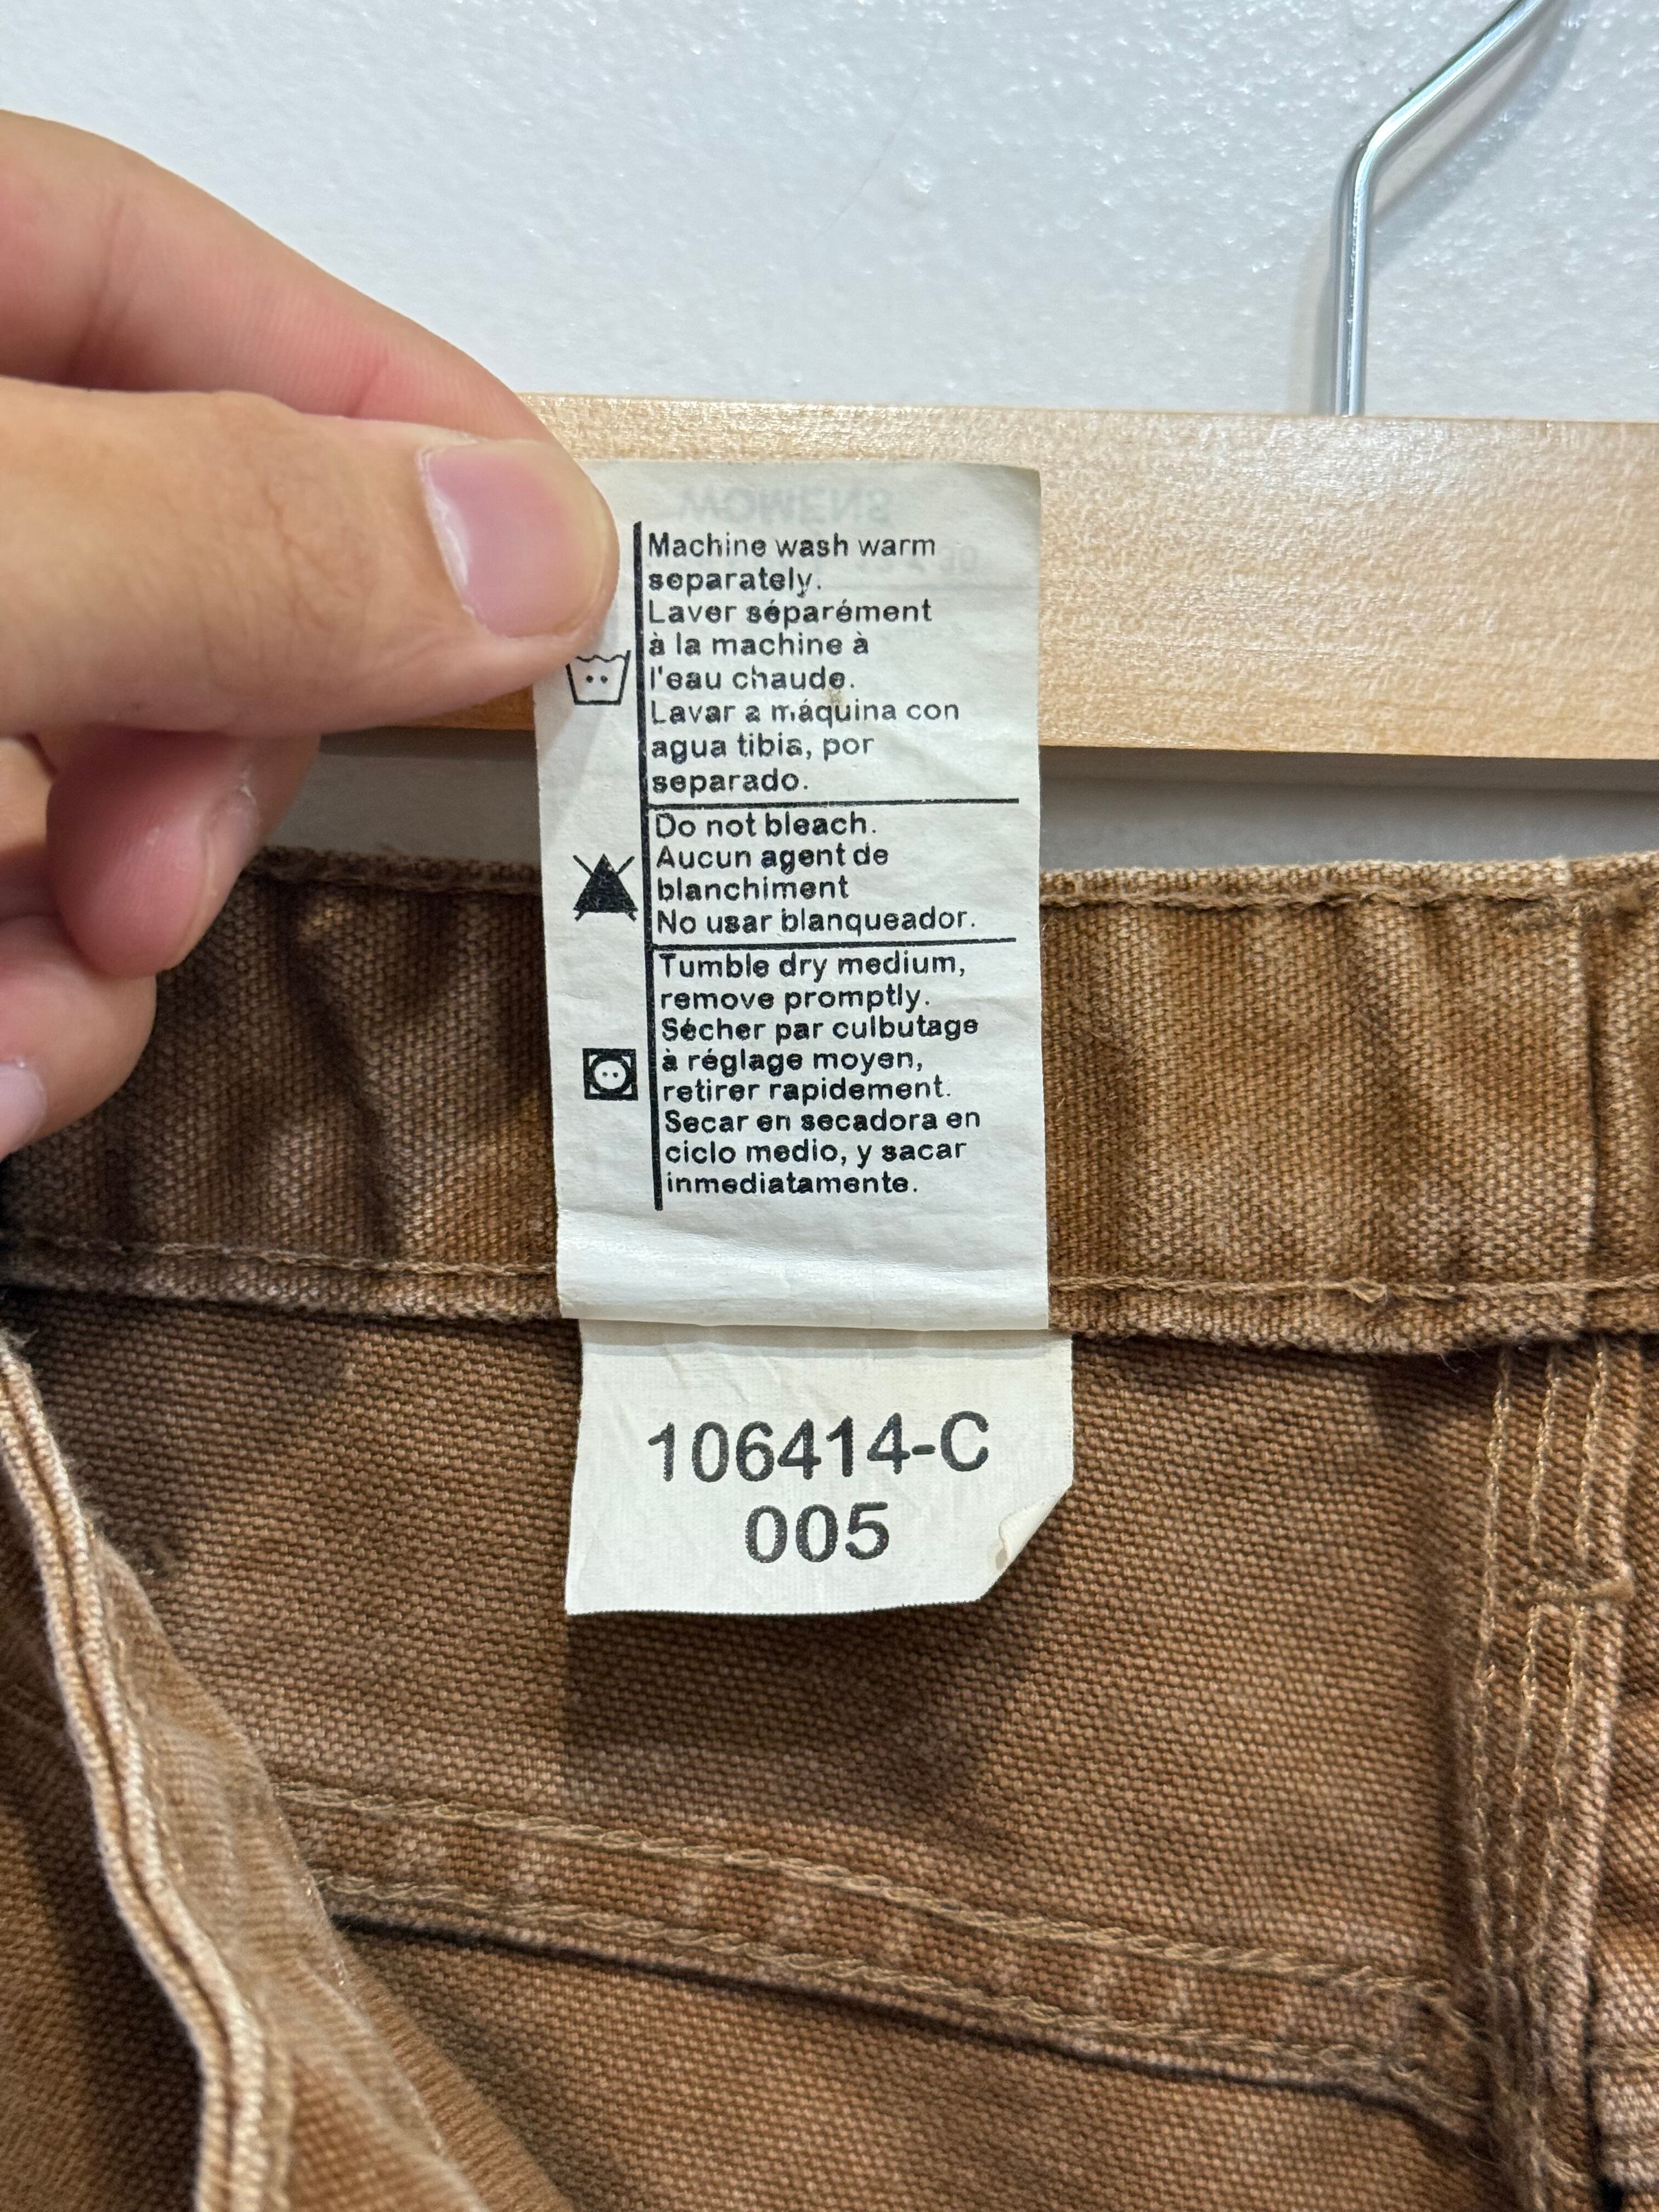 WOMENS
Machine wash warm
separately.
Laver séparément
à la machine à
l'eau chaude.
Lavar a máquina con
agua tibia, por
separado.
Do not bleach.
Aucun agent de
blanchiment
No usar blanqueador.
Tumble dry medium,
remove promptly.
Sécher par culbutage
à réglage moyen,
retirer rapidement.
Secar en secadora en
ciclo medio, y sacar
inmediatamente.
106414-C
005